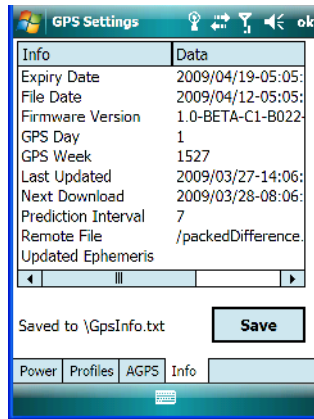 GPS Settings ok
Info Data
Expiry Date 2009/04/19-05:05:
File Date 2009/04/12-05:05:
Firmware Version 1.0-BETA-C1-B022-
GPS Day 1
GPS Week 1527
Last Updated 2009/03/27-14:06:
Next Download 2009/03/28-08:06:
Prediction Interval 7
Remote File /packedDifference.
Updated Ephemeris
Saved to \GpsInfo.txt Save
Power Profiles AGPS Info